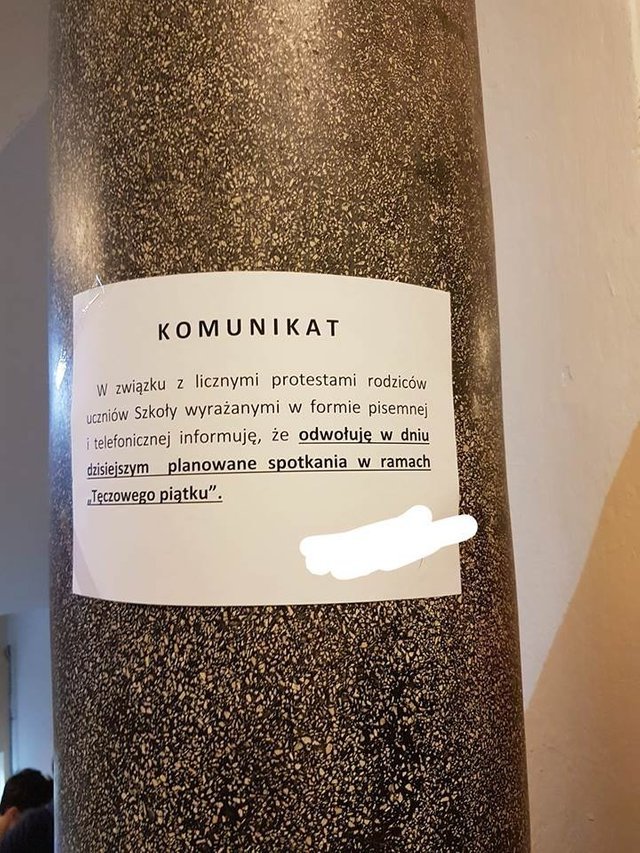 KOMUNIKAT
W związku z licznymi protestami rodziców
uczniów Szkoły wyrażanymi w formie pisemnej
i telefonicznej informuję, że odwołuję w dniu
dzisiejszym planowane spotkania w ramach
„Tęczowego piątku”.